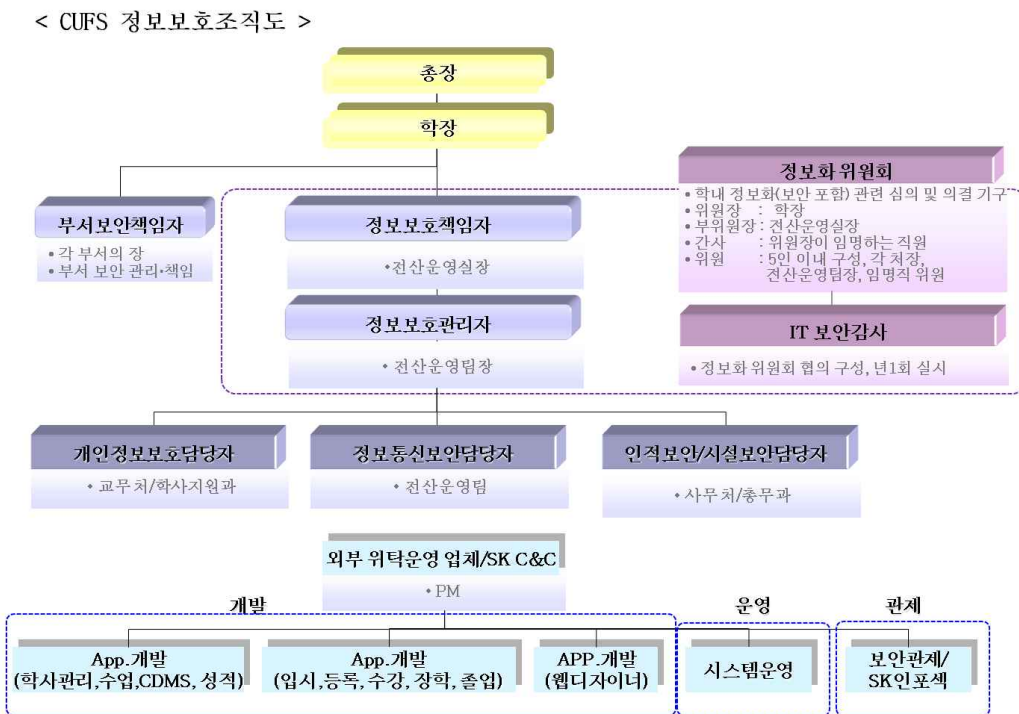 < CUFS 정보보호조직도 >
총장
학장
정보화 위원회
• 학내 정보화(보안 포함) 관련 심의 및 의결 기구
• 위원장 : 학장
• 부위원장 : 전산운영실장
• 간사 : 위원장이 임명하는 직원
• 위원 : 5인 이내 구성, 각 처장,
전산운영팀장, 임명직 위원
부서보안책임자
• 각 부서의 장
• 부서 보안 관리·책임
정보보호책임자
• 전산운영실장
정보보호관리자
• 전산운영팀장
IT 보안감사
• 정보화 위원회 협의 구성, 년1회 실시
개인정보보호담당자
• 교무처/학사지원과
정보통신보안담당자
• 전산운영팀
인적보안/시설보안담당자
• 사무처/총무과
외부 위탁운영 업체/SK C&C
• PM
개발
운영
관제
App.개발
(학사관리,수업,CDMS, 성적)
App.개발
(입시,등록, 수강, 장학, 졸업)
APP.개발
(웹디자이너)
시스템운영
보안관제/
SK인포섹